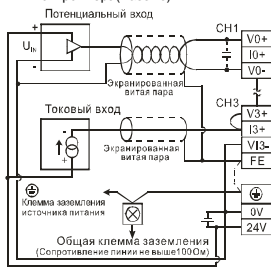 Потенциальный вход
CH1
+
-
V0+
UIN
I0+
V0-
Экранированная
витая пара
CH3
Токовый вход
V3+
-
I3+
+
VI3-
Экранированная
витая пара
FE
Клемма заземления
источника питания
0V
24V
Общая клемма заземления
(Сопротивление линии не выше100Ом)